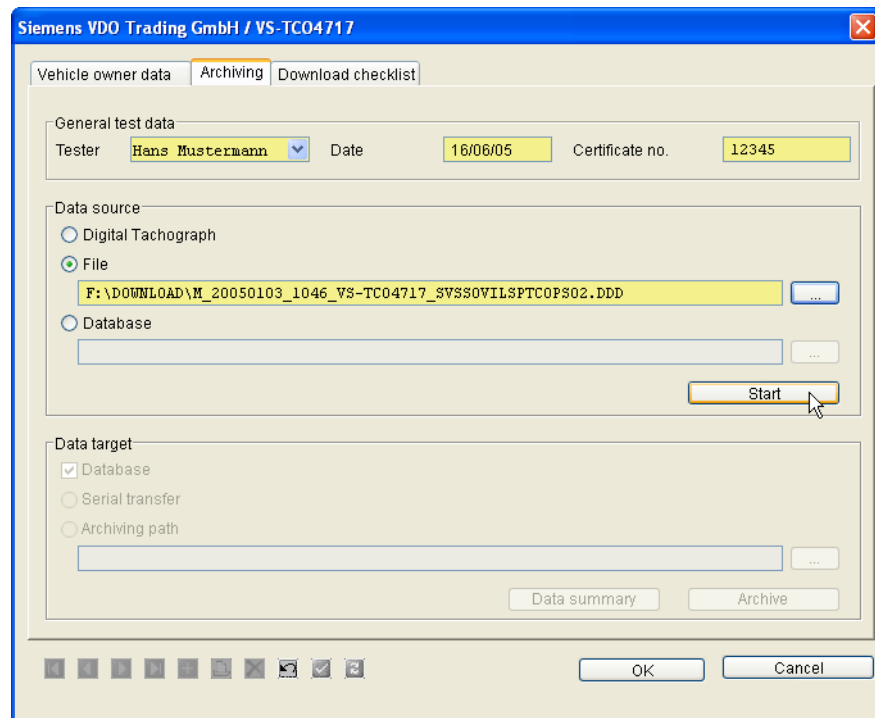 Siemens VDO Trading GmbH / VS-TCO4717
Vehicle owner data Archiving Download checklist
General test data
Tester Hans Mustermann Date 16/06/05 Certificate no. 12345
Data source
Digital Tachograph
File
F:\DOWNLOAD\M_20050103_1046_VS-TCO4717_SVSSOVILSPTCOPS02.DDD
...
Database
...
Start
Data target
Database
Serial transfer
Archiving path
...
Data summary Archive
OK Cancel